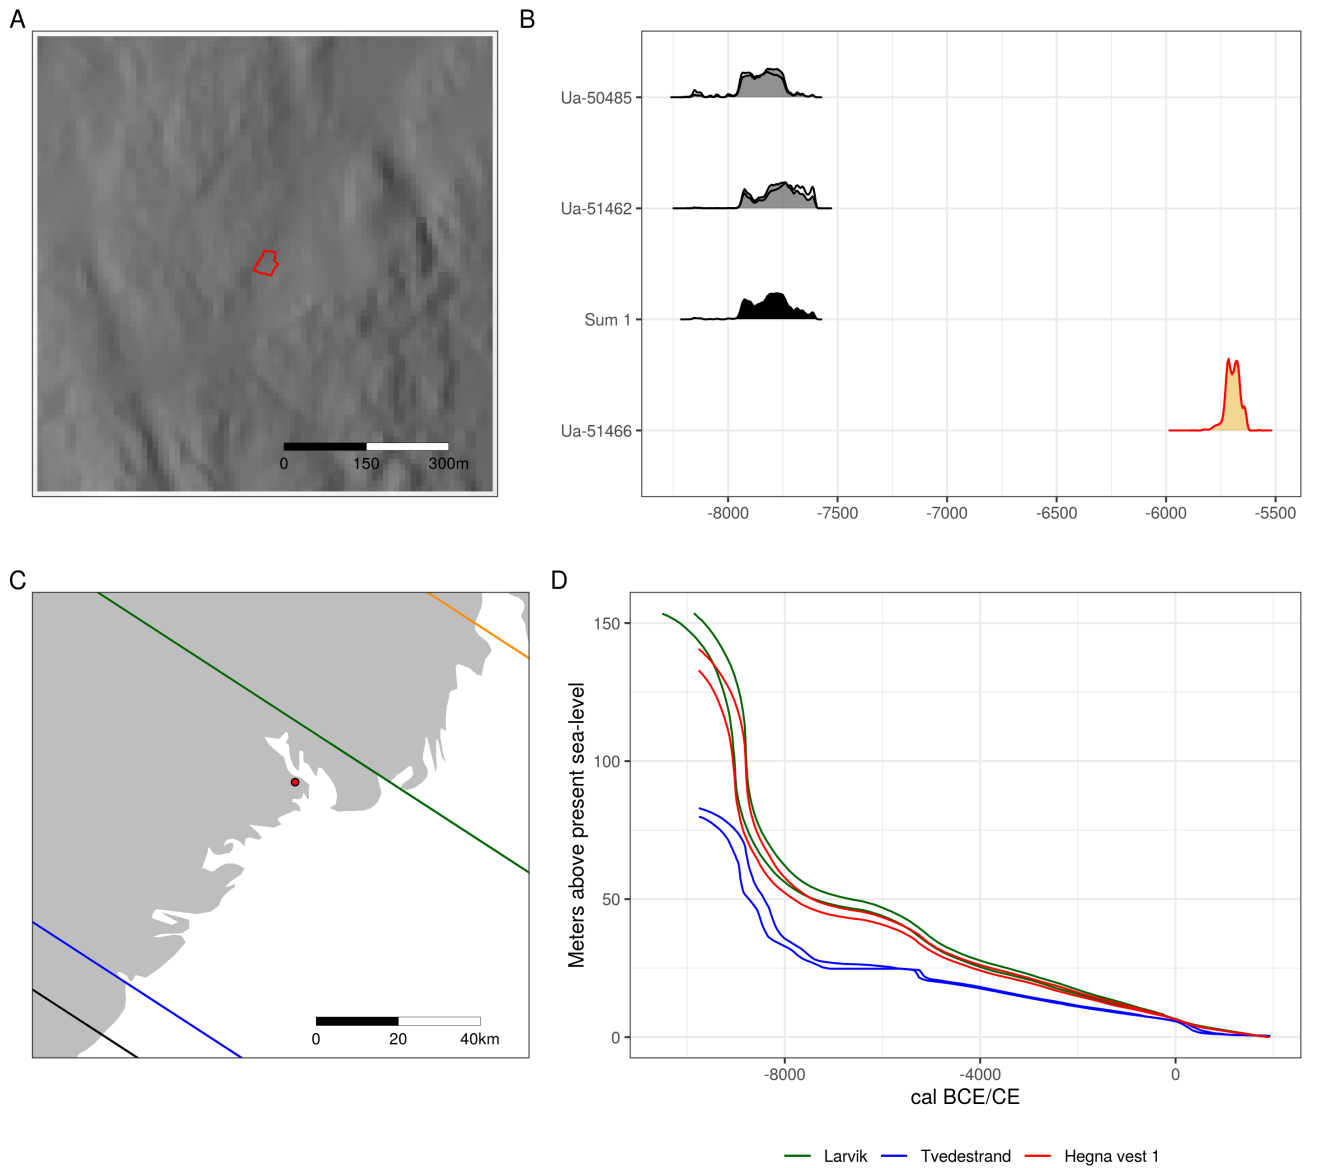 A
0 150 300m
B
Ua-50485
Ua-51462
Sum 1
Ua-51466
-8000 -7500 -7000 -6500 -6000 -5500
C
0 20 40km
D
Meters above present sea-level
150
100
50
0
-8000 -4000 0
cal BCE/CE
Larvik Tvedestrand Hegna vest 1